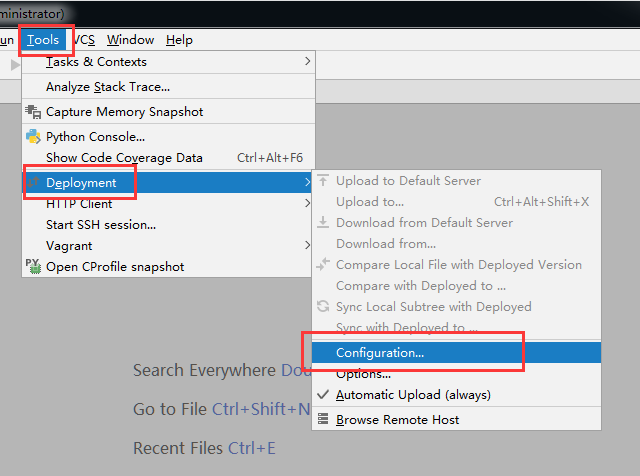 ministrator)
un Tools VCS Window Help
Tasks & Contexts
Analyze Stack Trace...
Capture Memory Snapshot
Python Console...
Show Code Coverage Data Ctrl+Alt+F6
Deployment
HTTP Client
Start SSH session...
Vagrant
Open CProfile snapshot
Upload to Default Server
Upload to... Ctrl+Alt+Shift+X
Download from Default Server
Download from...
Compare Local File with Deployed Version
Compare with Deployed to ...
Sync Local Subtree with Deployed
Sync with Deployed to ...
Configuration...
Options...
Automatic Upload (always)
Browse Remote Host
Search Everywhere Dou
Go to File Ctrl+Shift+N
Recent Files Ctrl+E